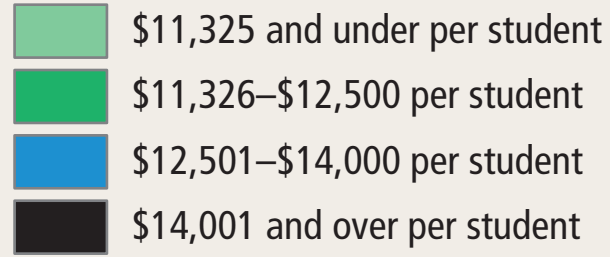 $11,325 and under per student
$11,326–$12,500 per student
$12,501–$14,000 per student
$14,001 and over per student